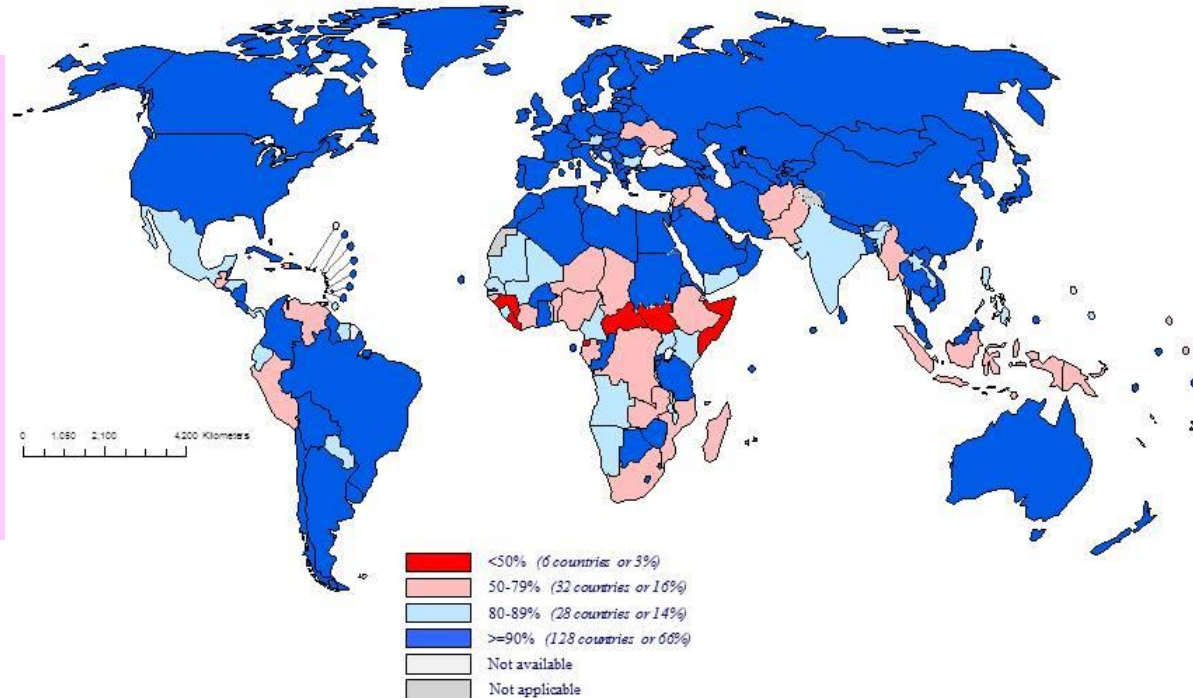 0 1,050 2,100 4,200 Kilometers
<50% (6 countries or 3%)
50-79% (32 countries or 16%)
80-89% (28 countries or 14%)
>=90% (128 countries or 66%)
Not available
Not applicable